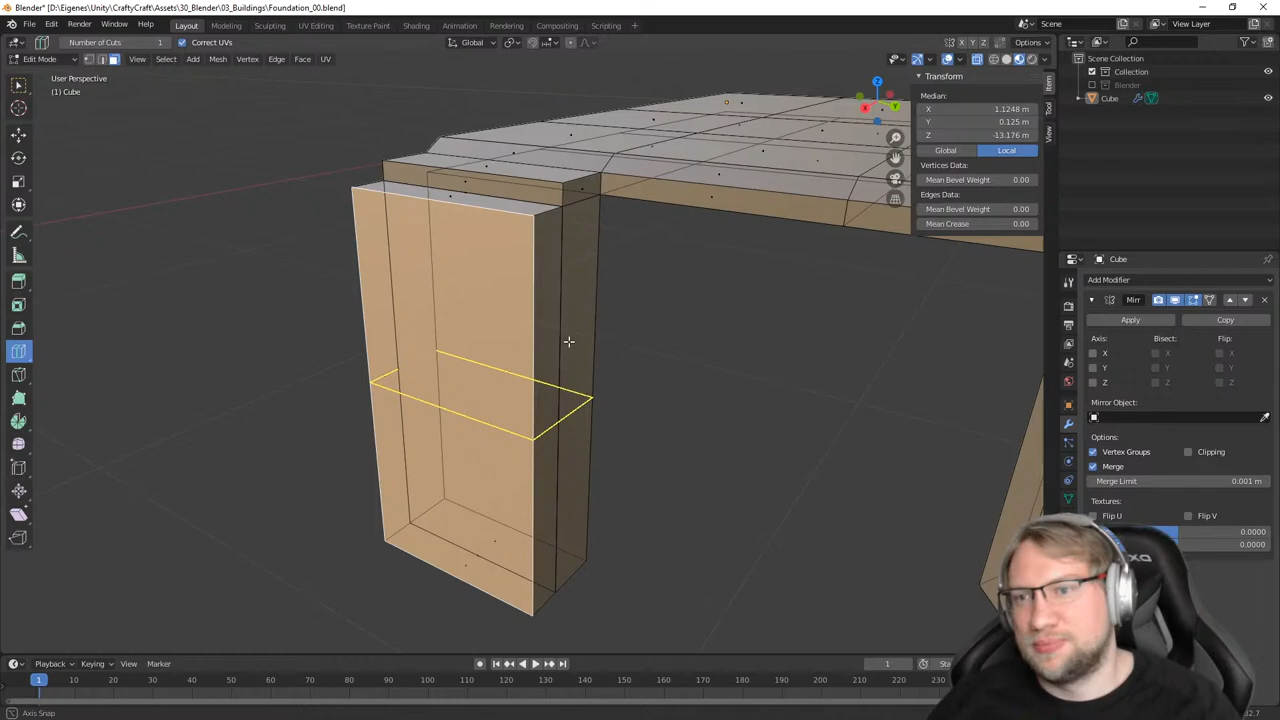 Blender* [D:\Eigenes\Unity\CraftyCraft\Assets\30_Blender\03_Buildings\Foundation_00.blend]
File Edit Render Window Help Layout Modeling Sculpting UV Editing Texture Paint Shading Animation Rendering Compositing Scripting + Scene View Layer
Number of Cuts 1 Correct UVs Global X Y Z Options
Edit Mode View Select Add Mesh Vertex Edge Face UV
User Perspective
(1) Cube
Z
Y
X
Transform
Median:
X 1.1248 m
Y 0.125 m
Z -13.176 m
Global Local
Vertices Data:
Mean Bevel Weight 0.00
Edges Data:
Mean Bevel Weight 0.00
Mean Crease 0.00
Item
Tool
View
Scene Collection
Collection
Blender
Cube
Cube
Add Modifier
Mirr
Apply Copy
Axis: Bisect: Flip:
X X X
Y Y Y
Z Z Z
Mirror Object:
Options:
Vertex Groups Clipping
Merge
Merge Limit 0.001 m
Textures:
Flip U Flip V
0.0000
0.0000
Playback Keying View Marker 1 Sta
1 10 20 30 40 50 60 70 80 90 100 110 120 130 140 150 160 170 180 190 200 210 220 230
Axis Snap